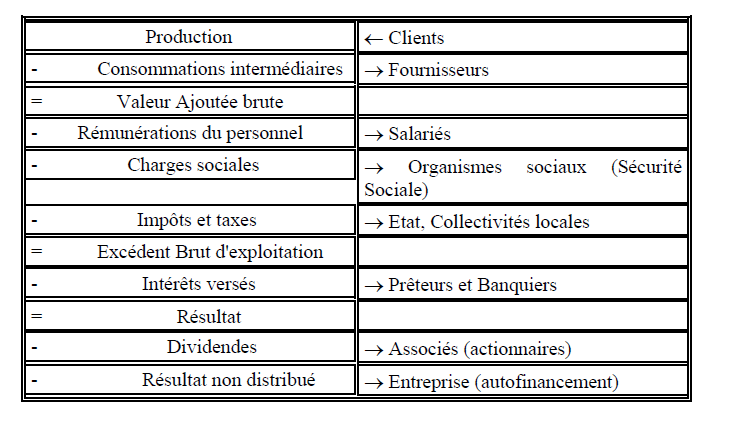 Production ← Clients
- Consommations intermédiaires → Fournisseurs
= Valeur Ajoutée brute
- Rémunérations du personnel → Salariés
- Charges sociales → Organismes sociaux (Sécurité
Sociale)
- Impôts et taxes → Etat, Collectivités locales
= Excédent Brut d'exploitation
- Intérêts versés → Prêteurs et Banquiers
= Résultat
- Dividendes → Associés (actionnaires)
- Résultat non distribué → Entreprise (autofinancement)